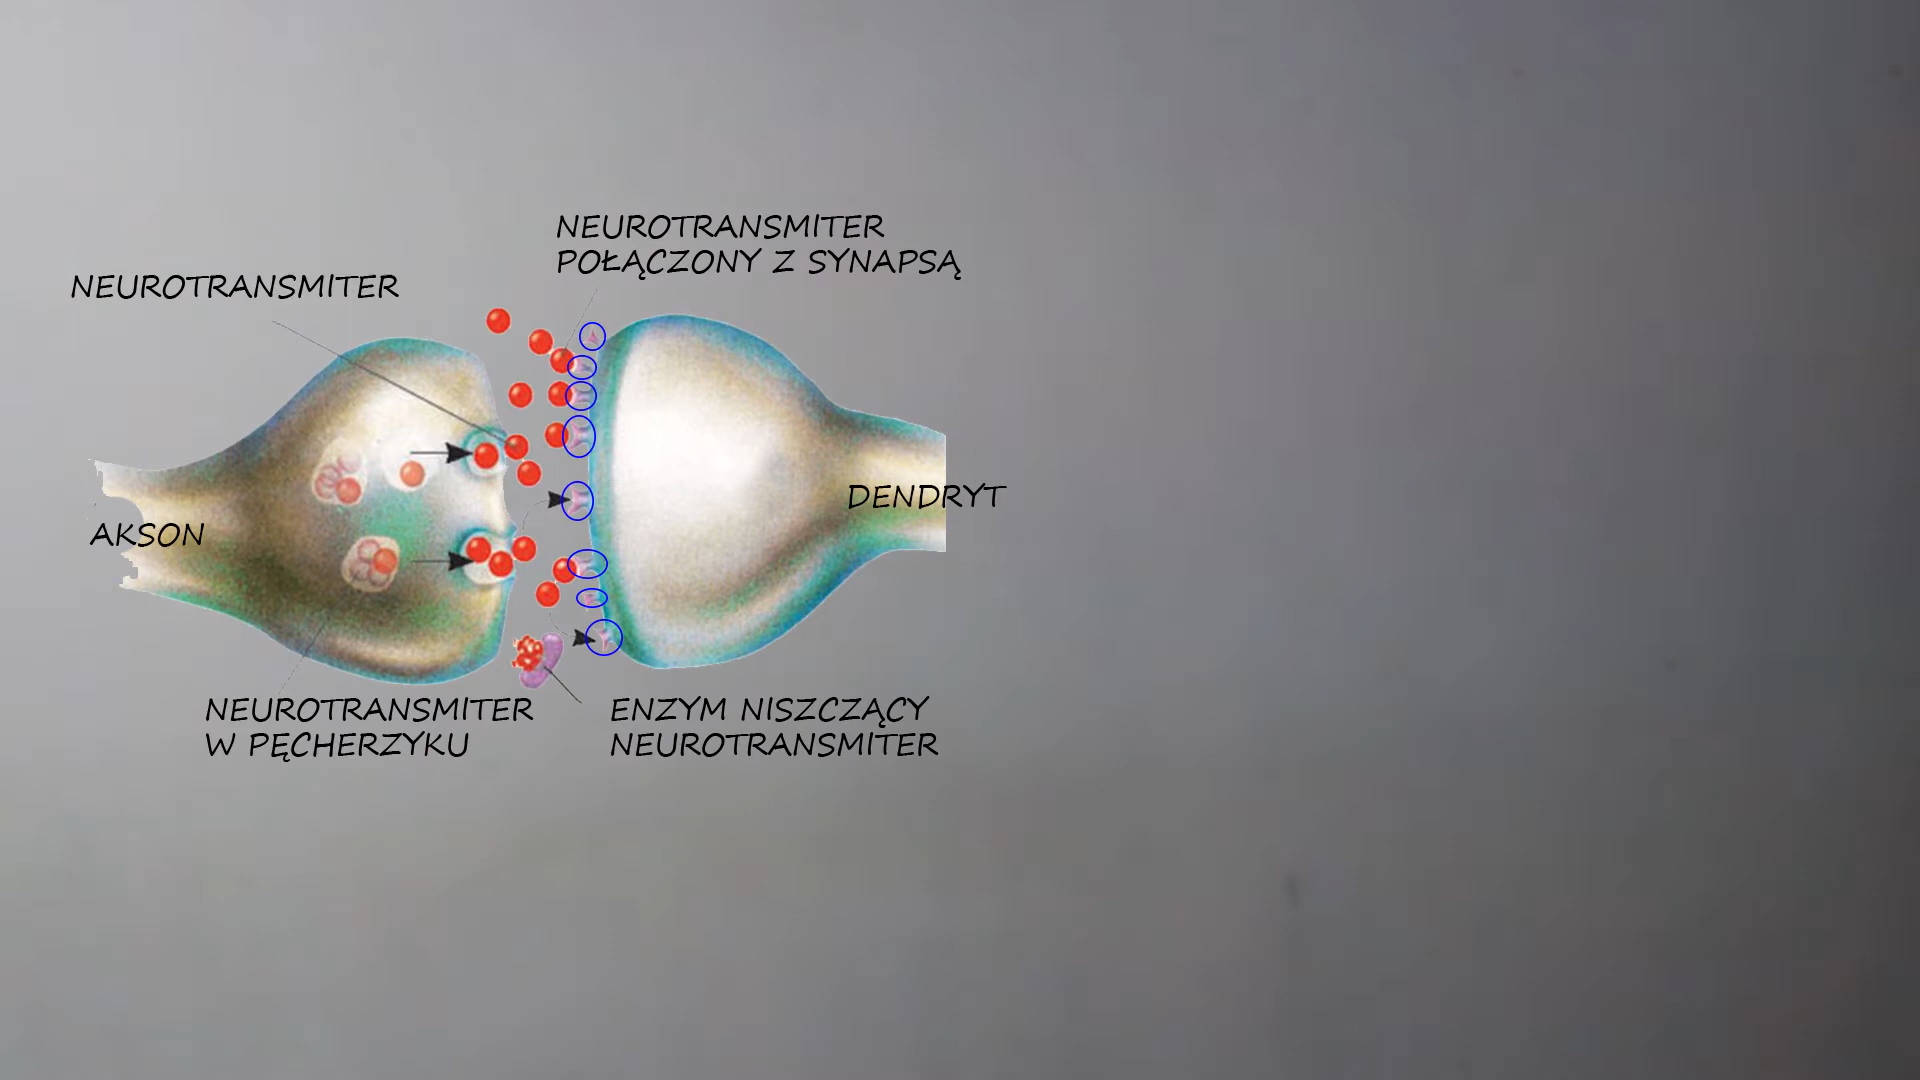 NEUROTRANSMITER
POŁĄCZONY Z SYNAPSĄ
NEUROTRANSMITER
DENDRYT
AKSON
NEUROTRANSMITER
W PĘCHERZYKU
ENZYM NISZCZĄCY
NEUROTRANSMITER